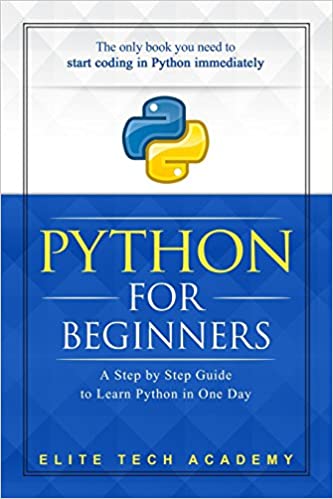 The only book you need to
start coding in Python immediately
PYTHON
FOR
BEGINNERS
A Step by Step Guide
to Learn Python in One Day
ELITE TECH ACADEMY